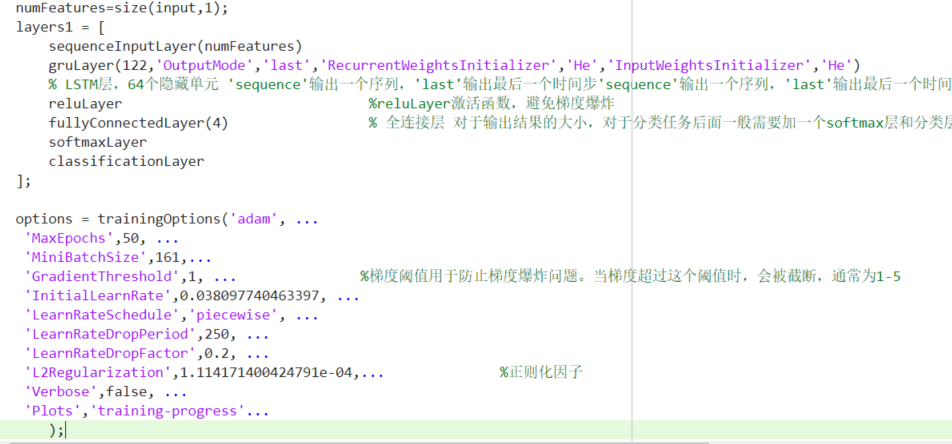 numFeatures=size(input,1);
layers1 = [
sequenceInputLayer(numFeatures)
gruLayer(122,'OutputMode','last','RecurrentWeightsInitializer','He','InputWeightsInitializer','He')
% LSTM层，64个隐藏单元 'sequence'输出一个序列，'last'输出最后一个时间步'sequence'输出一个序列，'last'输出最后一个时间
reluLayer %reluLayer激活函数，避免梯度爆炸
fullyConnectedLayer(4) % 全连接层 对于输出结果的大小，对于分类任务后面一般需要加一个softmax层和分类层
softmaxLayer
classificationLayer
];
options = trainingOptions('adam', ...
'MaxEpochs',50, ...
'MiniBatchSize',161,...
'GradientThreshold',1, ... %梯度阈值用于防止梯度爆炸问题。当梯度超过这个阈值时，会被截断，通常为1-5
'InitialLearnRate',0.038097740463397, ...
'LearnRateSchedule','piecewise', ...
'LearnRateDropPeriod',250, ...
'LearnRateDropFactor',0.2, ...
'L2Regularization',1.114171400424791e-04,... %正则化因子
'Verbose',false, ...
'Plots','training-progress'...
);